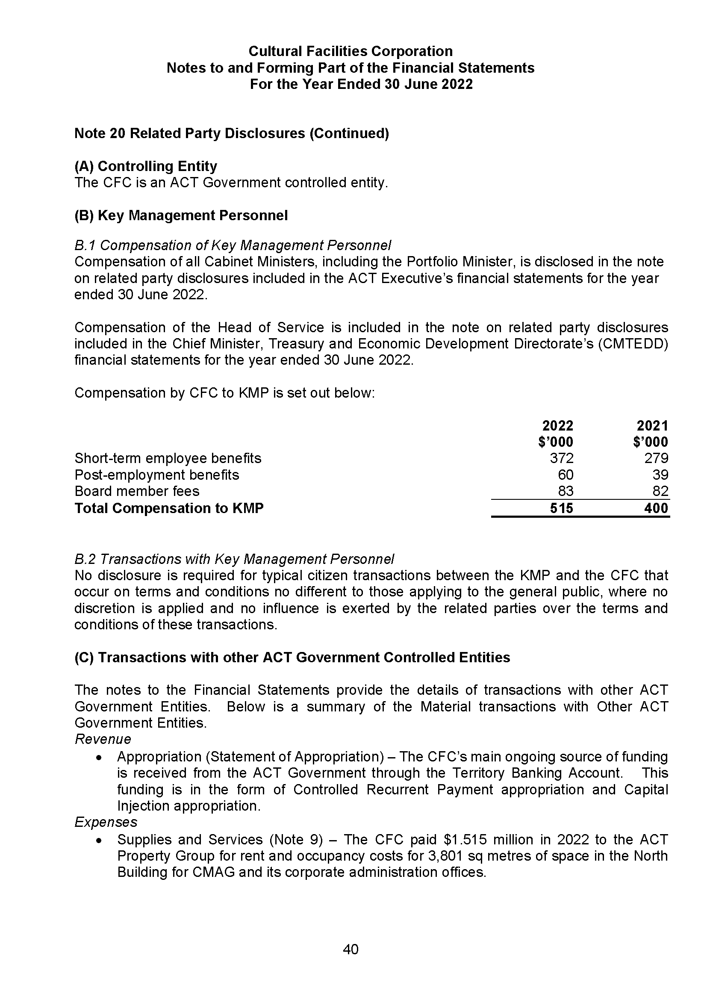 Cultural Facilities Corporation
Notes to and Forming Part of the Financial Statements
For the Year Ended 30 June 2022
Note 20 Related Party Disclosures (Continued)
(A) Controlling Entity
The CFC is an ACT Government controlled entity.
(B) Key Management Personnel
B.1 Compensation of Key Management Personnel
Compensation of all Cabinet Ministers, including the Portfolio Minister, is disclosed in the note
on related party disclosures included in the ACT Executive’s financial statements for the year
ended 30 June 2022.
Compensation of the Head of Service is included in the note on related party disclosures
included in the Chief Minister, Treasury and Economic Development Directorate’s (CMTEDD)
financial statements for the year ended 30 June 2022.
Compensation by CFC to KMP is set out below:
2022 2021
$’000 $’000
Short-term employee benefits 372 279
Post-employment benefits 60 39
Board member fees 83 82
Total Compensation to KMP 515 400
B.2 Transactions with Key Management Personnel
No disclosure is required for typical citizen transactions between the KMP and the CFC that
occur on terms and conditions no different to those applying to the general public, where no
discretion is applied and no influence is exerted by the related parties over the terms and
conditions of these transactions.
(C) Transactions with other ACT Government Controlled Entities
The notes to the Financial Statements provide the details of transactions with other ACT
Government Entities. Below is a summary of the Material transactions with Other ACT
Government Entities.
Revenue
• Appropriation (Statement of Appropriation) – The CFC’s main ongoing source of funding
is received from the ACT Government through the Territory Banking Account. This
funding is in the form of Controlled Recurrent Payment appropriation and Capital
Injection appropriation.
Expenses
• Supplies and Services (Note 9) – The CFC paid $1.515 million in 2022 to the ACT
Property Group for rent and occupancy costs for 3,801 sq metres of space in the North
Building for CMAG and its corporate administration offices.
40